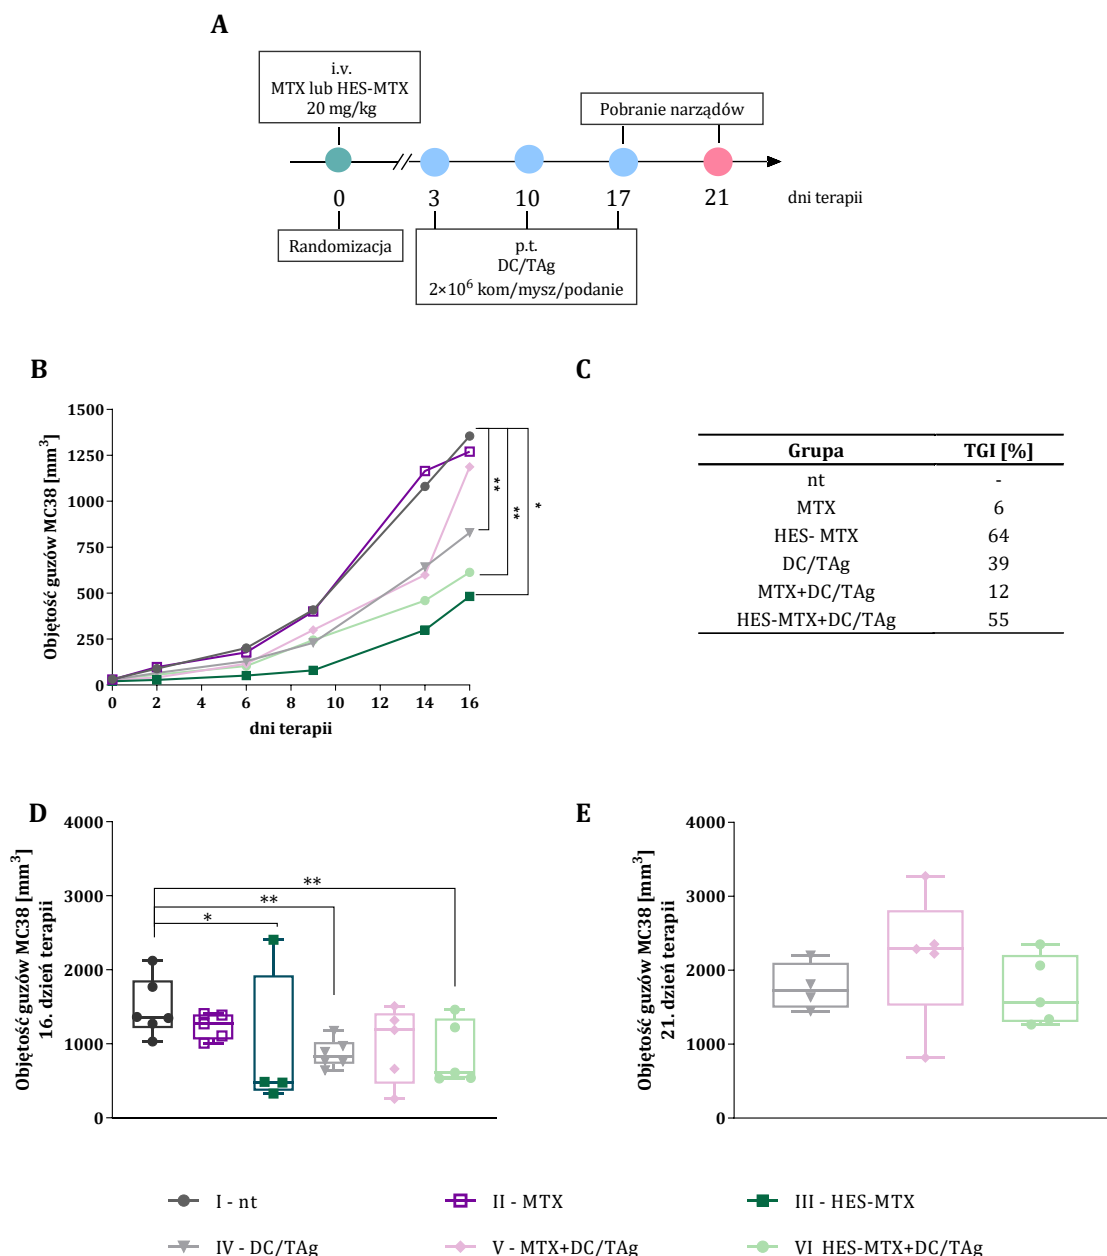 A
i.v.
MTX lub HES-MTX
20 mg/kg
Pobranie narządów
0
3
10
17
21
dni terapii
Randomizacja
p.t.
DC/TAg
2×10⁶ kom/mysz/podanie
B
Objętość guzów MC38 [mm³]
1500
1250
1000
750
500
250
0
0 2 4 6 8 10 12 14 16
dni terapii
**
**
*
C
Grupa TGI [%]
nt -
MTX 6
HES- MTX 64
DC/TAg 39
MTX+DC/TAg 12
HES-MTX+DC/TAg 55
D
Objętość guzów MC38 [mm³]
16. dzień terapii
4000
3000
2000
1000
0
*
**
**
E
Objętość guzów MC38 [mm³]
21. dzień terapii
4000
3000
2000
1000
0
I - nt
II - MTX
III - HES-MTX
IV - DC/TAg
V - MTX+DC/TAg
VI HES-MTX+DC/TAg